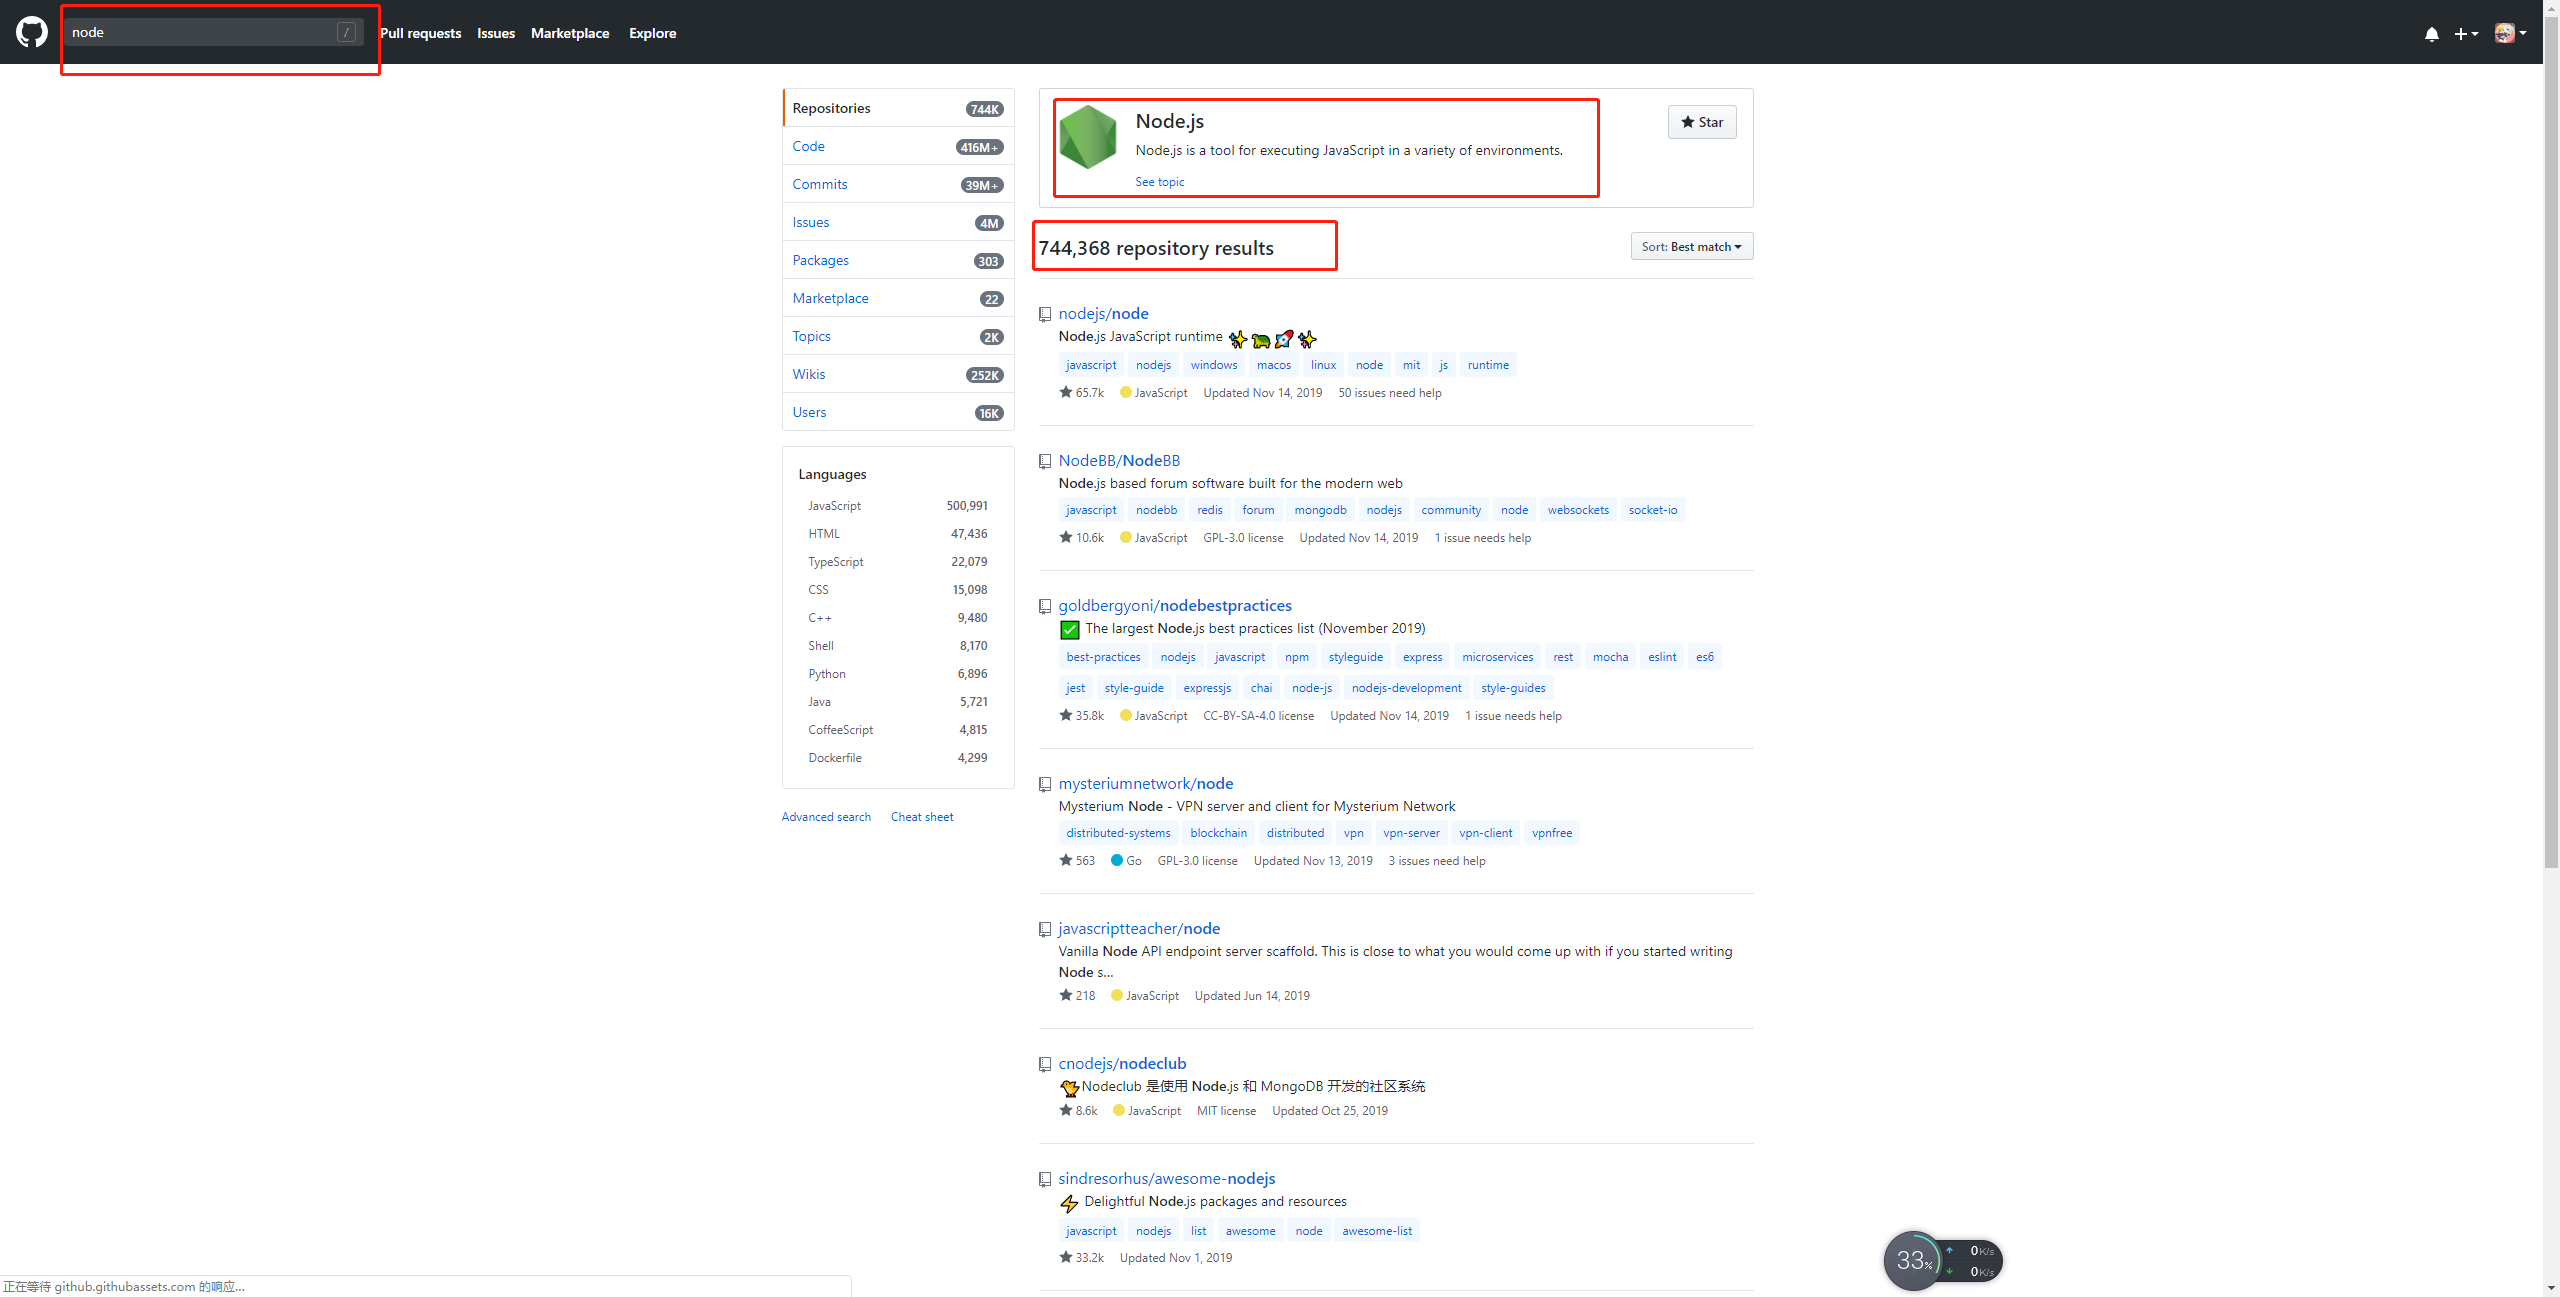 node /
Pull requests Issues Marketplace Explore
Repositories 744K
Code 416M+
Commits 39M+
Issues 4M
Packages 303
Marketplace 22
Topics 2K
Wikis 252K
Users 16K
Languages
JavaScript 500,991
HTML 47,436
TypeScript 22,079
CSS 15,098
C++ 9,480
Shell 8,170
Python 6,896
Java 5,721
CoffeeScript 4,815
Dockerfile 4,299
Advanced search Cheat sheet
Node.js
Node.js is a tool for executing JavaScript in a variety of environments.
See topic
Star
744,368 repository results
Sort: Best match
nodejs/node
Node.js JavaScript runtime ✨🐢🚀✨
javascript nodejs windows macos linux node mit js runtime
65.7k JavaScript Updated Nov 14, 2019 50 issues need help
NodeBB/NodeBB
Node.js based forum software built for the modern web
javascript nodebb redis forum mongodb nodejs community node websockets socket-io
10.6k JavaScript GPL-3.0 license Updated Nov 14, 2019 1 issue needs help
goldbergyoni/nodebestpractices
✅ The largest Node.js best practices list (November 2019)
best-practices nodejs javascript npm styleguide express microservices rest mocha eslint es6
jest style-guide expressjs chai node-js nodejs-development style-guides
35.8k JavaScript CC-BY-SA-4.0 license Updated Nov 14, 2019 1 issue needs help
mysteriumnetwork/node
Mysterium Node - VPN server and client for Mysterium Network
distributed-systems blockchain distributed vpn vpn-server vpn-client vpnfree
563 Go GPL-3.0 license Updated Nov 13, 2019 3 issues need help
javascriptteacher/node
Vanilla Node API endpoint server scaffold. This is close to what you would come up with if you started writing
Node s...
218 JavaScript Updated Jun 14, 2019
cnodejs/nodeclub
🐤Nodeclub 是使用 Node.js 和 MongoDB 开发的社区系统
8.6k JavaScript MIT license Updated Oct 25, 2019
sindresorhus/awesome-nodejs
⚡ Delightful Node.js packages and resources
javascript nodejs list awesome node awesome-list
33.2k Updated Nov 1, 2019
33%
0K/s
0K/s
正在等待 github.githubassets.com 的响应...